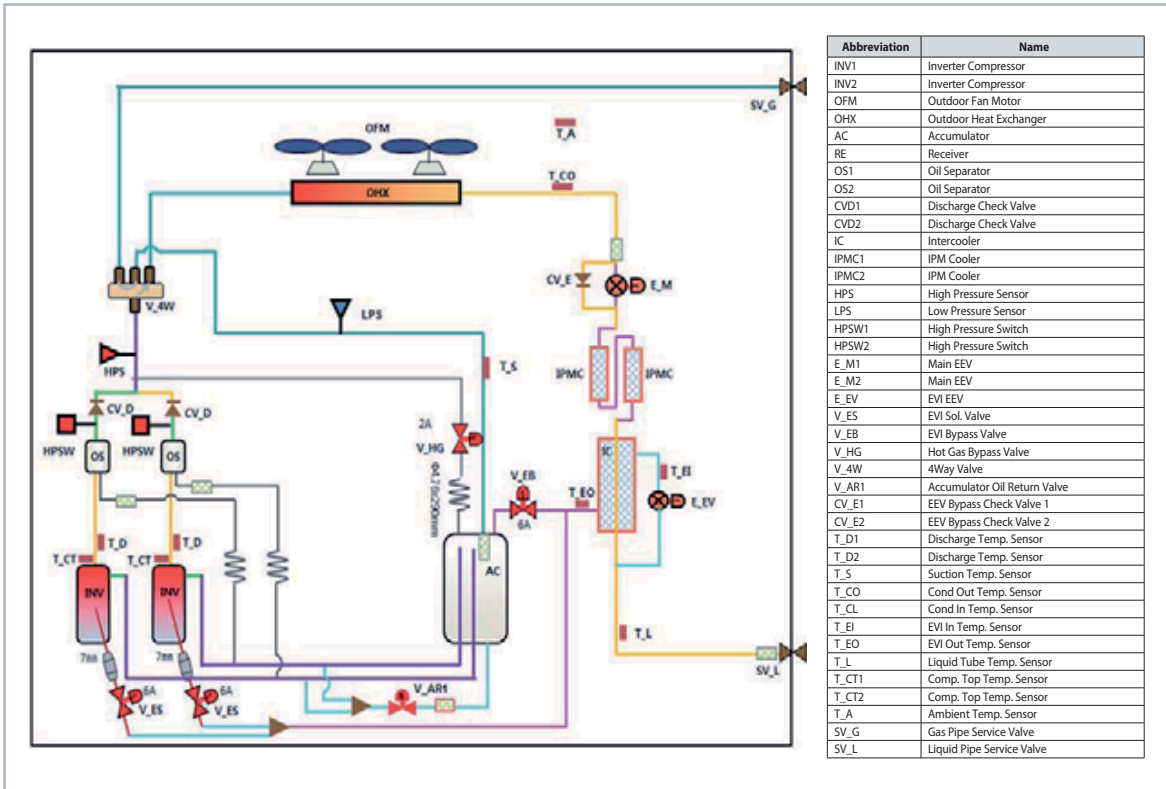 SV_G
OFM
T_A
T_CO
OHX
CV_E
E_M
V_4W
LPS
HPS
T_S
IPMC
IPMC
CV_D
CV_D
2A
V_HG
HPSW
HPSW
OS
OS
IC
T_EI
V_EB
T_EO
E_EV
6A
T_D
T_D
T_CT
T_CT
AC
INV
INV
T_L
SV_L
6A
6A
V_ES
V_ES
V_AR1
Abbreviation Name
INV1 Inverter Compressor
INV2 Inverter Compressor
OFM Outdoor Fan Motor
OHX Outdoor Heat Exchanger
AC Accumulator
RE Receiver
OS1 Oil Separator
OS2 Oil Separator
CVD1 Discharge Check Valve
CVD2 Discharge Check Valve
IC Intercooler
IPMC1 IPM Cooler
IPMC2 IPM Cooler
HPS High Pressure Sensor
LPS Low Pressure Sensor
HPSW1 High Pressure Switch
HPSW2 High Pressure Switch
E_M1 Main EEV
E_M2 Main EEV
E_EV EVI EEV
V_ES EVI Sol. Valve
V_EB EVI Bypass Valve
V_HG Hot Gas Bypass Valve
V_4W 4Way Valve
V_AR1 Accumulator Oil Return Valve
CV_E1 EEV Bypass Check Valve 1
CV_E2 EEV Bypass Check Valve 2
T_D1 Discharge Temp. Sensor
T_D2 Discharge Temp. Sensor
T_S Suction Temp. Sensor
T_CO Cond Out Temp. Sensor
T_CL Cond In Temp. Sensor
T_EI EVI In Temp. Sensor
T_EO EVI Out Temp. Sensor
T_L Liquid Tube Temp. Sensor
T_CT1 Comp. Top Temp. Sensor
T_CT2 Comp. Top Temp. Sensor
T_A Ambient Temp. Sensor
SV_G Gas Pipe Service Valve
SV_L Liquid Pipe Service Valve